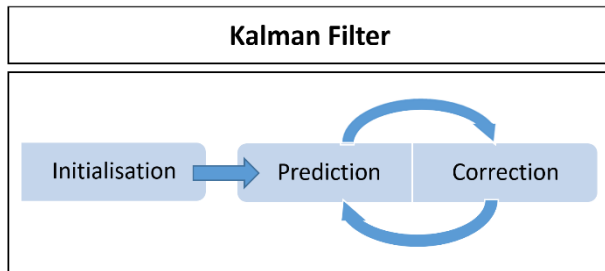 Kalman Filter
Initialisation
Prediction
Correction